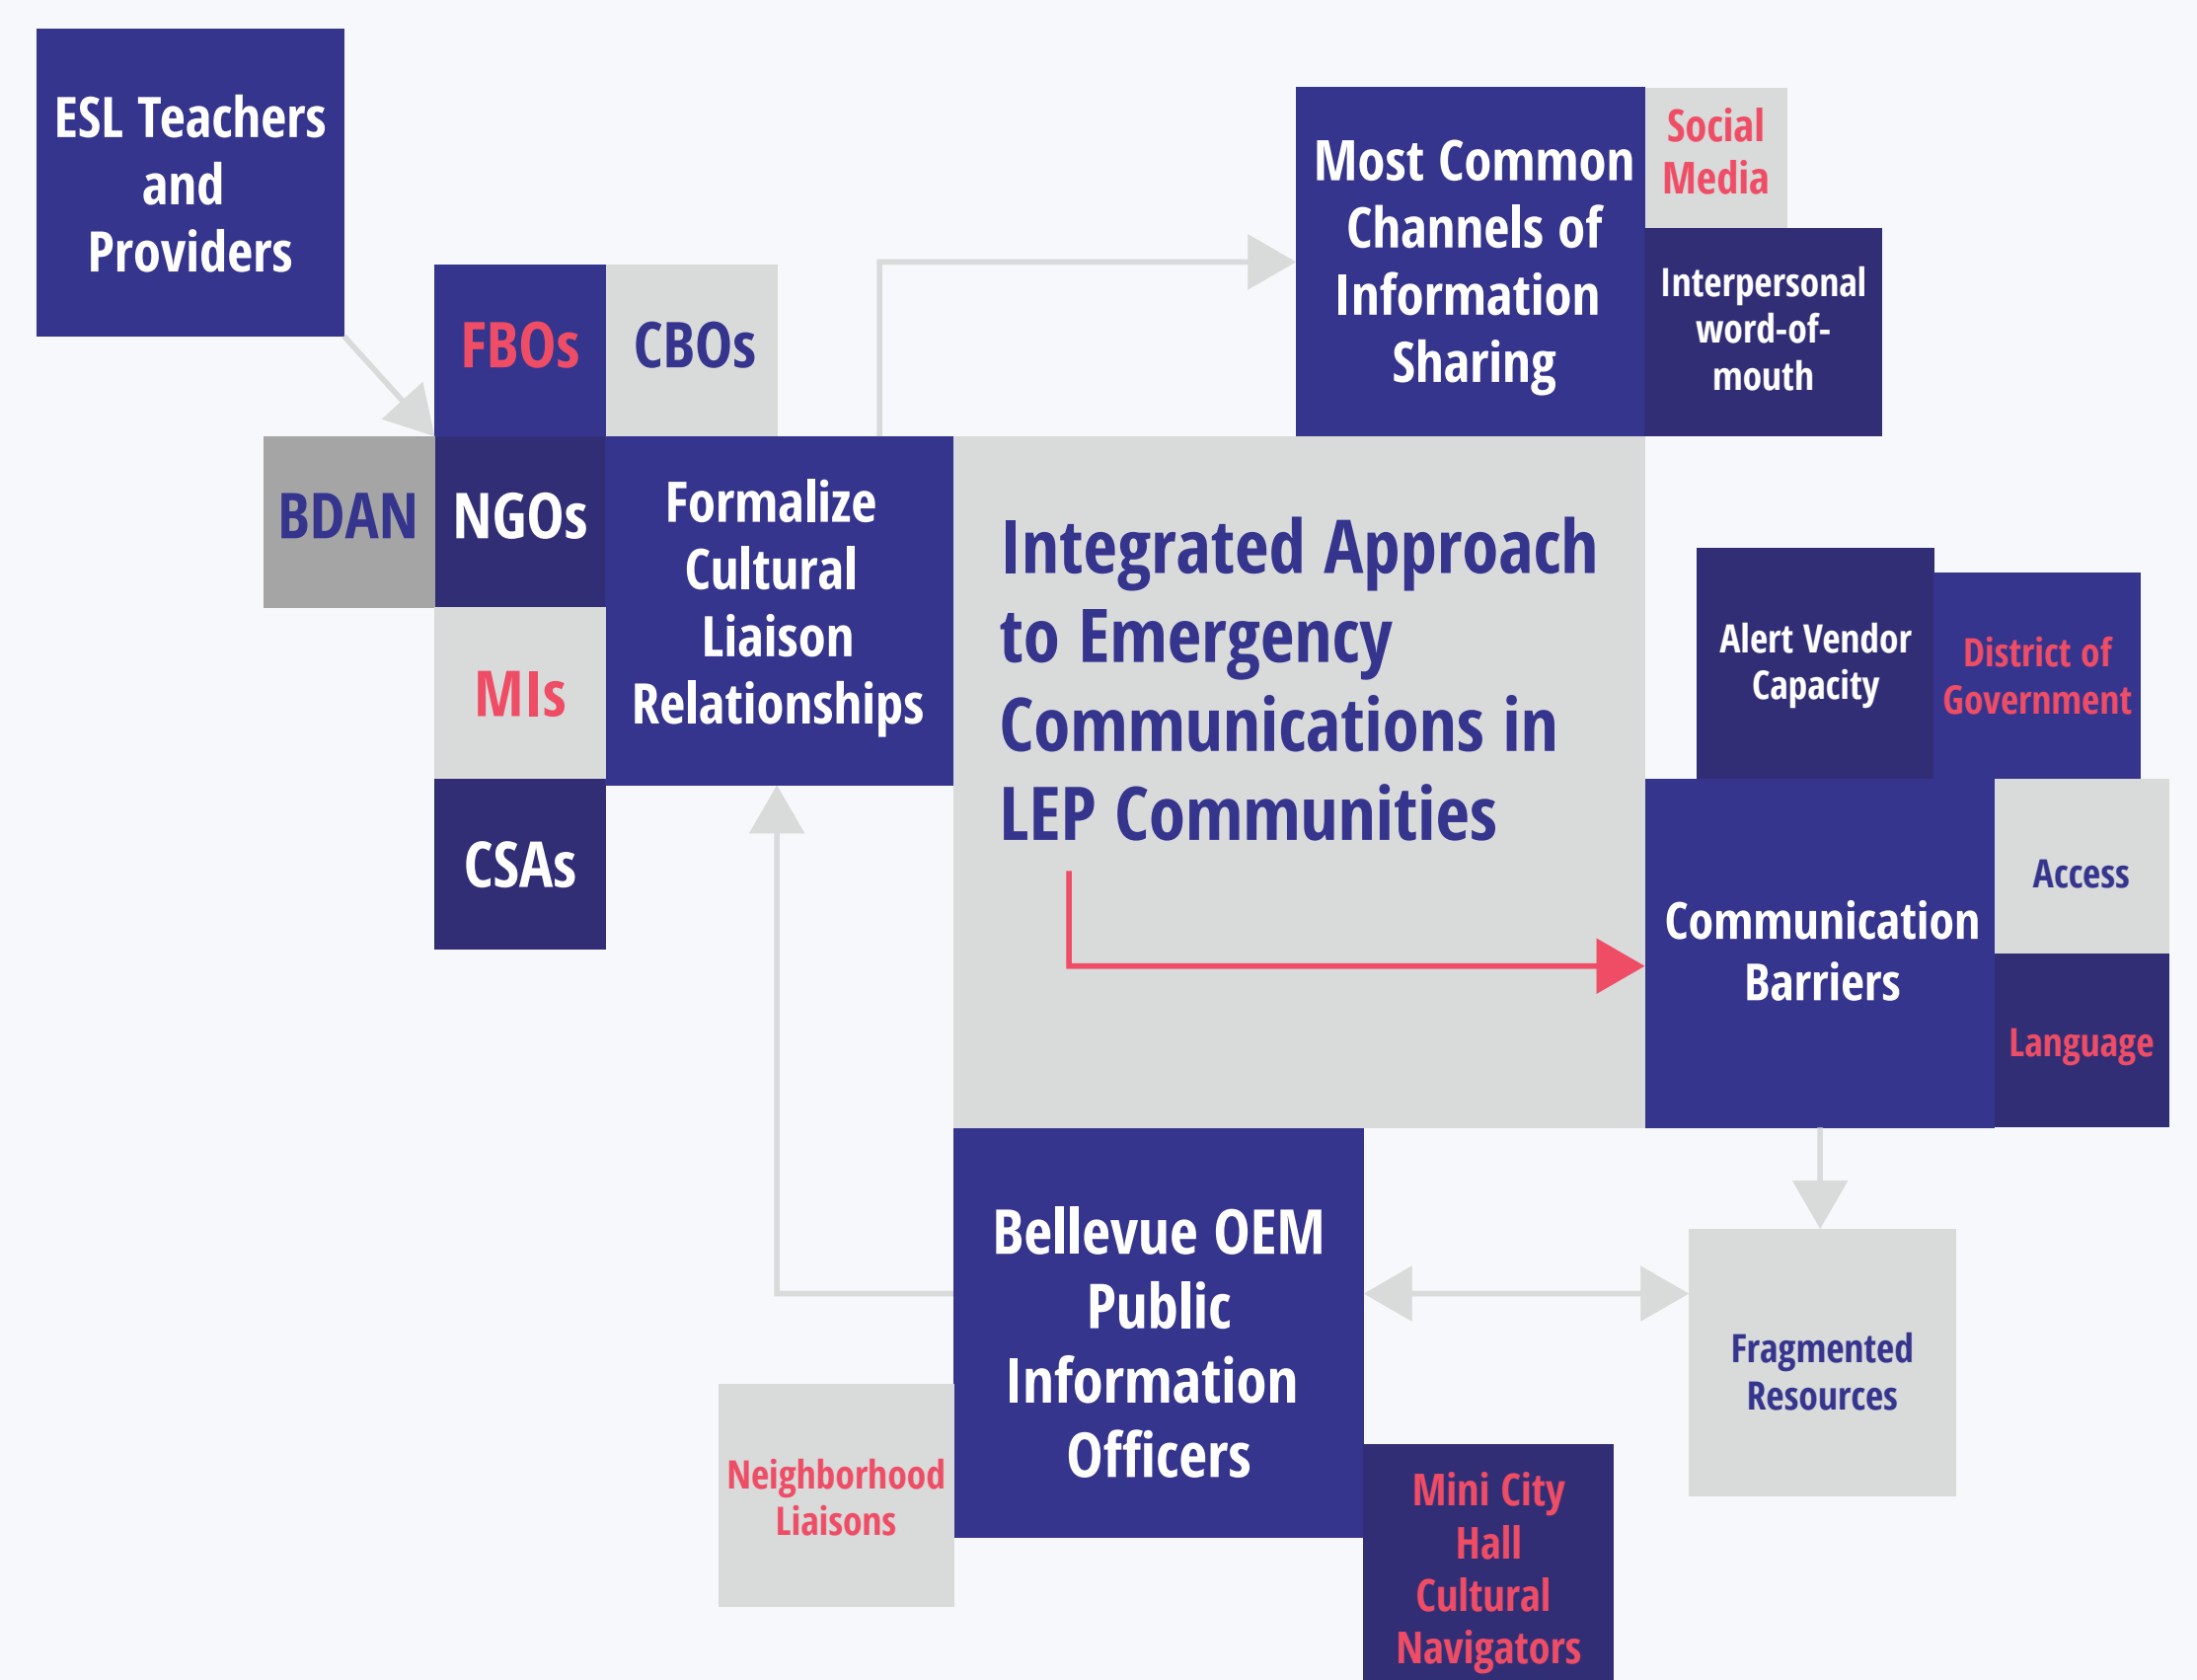 ESL Teachers
and
Providers
Most Common
Channels of
Information
Sharing
Social
Media
Interpersonal
word-of-
mouth
FBOs
CBOs
BDAN
NGOs
MIs
CSAs
Formalize
Cultural
Liaison
Relationships
Integrated Approach
to Emergency
Communications in
LEP Communities
Alert Vendor
Capacity
District of
Government
Communication
Barriers
Access
Language
Bellevue OEM
Public
Information
Officers
Fragmented
Resources
Neighborhood
Liaisons
Mini City
Hall
Cultural
Navigators